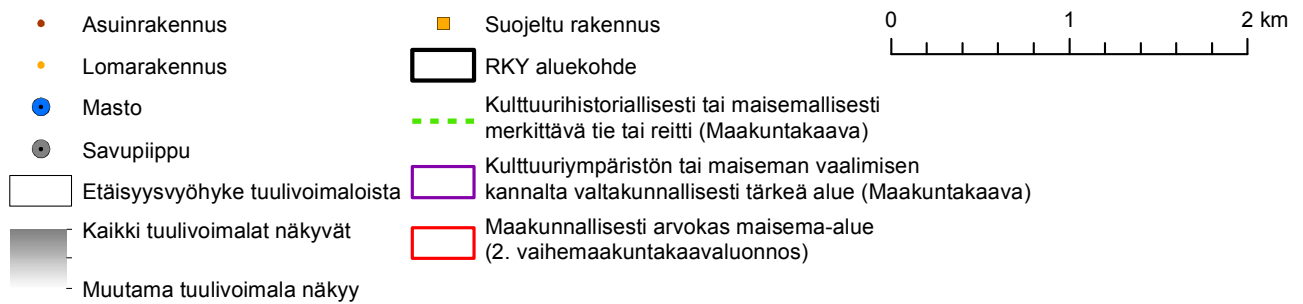 Asuinrakennus
Lomarakennus
Masto
Savupiippu
Etäisyysvyöhyke tuulivoimaloista
Kaikki tuulivoimalat näkyvät
Muutama tuulivoimala näkyy
Suojeltu rakennus
RKY aluekohde
Kulttuurihistoriallisesti tai maisemallisesti
merkittävä tie tai reitti (Maakuntakaava)
Kulttuuriympäristön tai maiseman vaalimisen
kannalta valtakunnallisesti tärkeä alue (Maakuntakaava)
Maakunnallisesti arvokas maisema-alue
(2. vaihemaakuntakaavaluonnos)
0 1 2 km